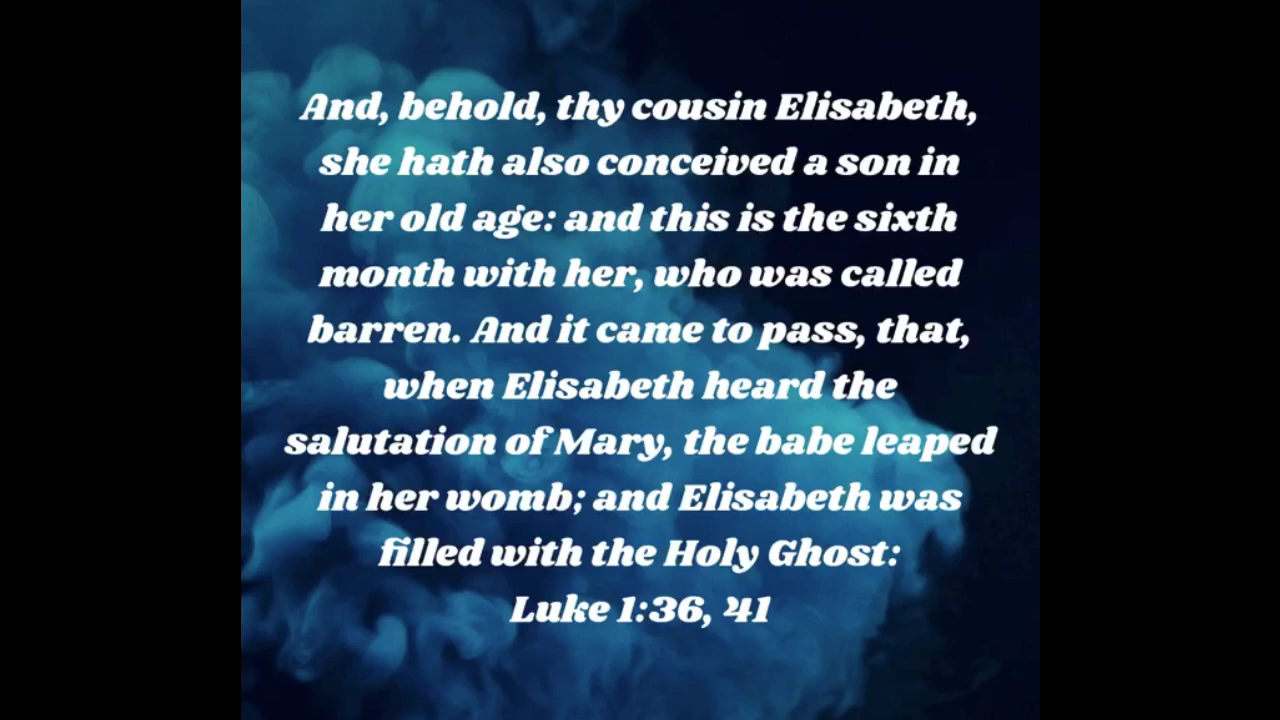 And, behold, thy cousin Elisabeth,
she hath also conceived a son in
her old age: and this is the sixth
month with her, who was called
barren. And it came to pass, that,
when Elisabeth heard the
salutation of Mary, the babe leaped
in her womb; and Elisabeth was
filled with the Holy Ghost:
Luke 1:36, 41